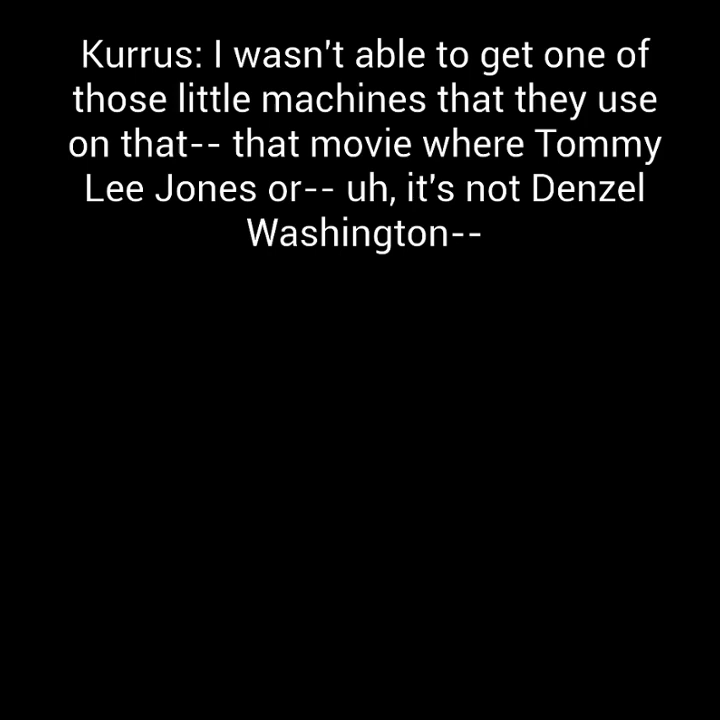 Kurrus: I wasn't able to get one of
those little machines that they use
on that-- that movie where Tommy
Lee Jones or-- uh, it's not Denzel
Washington--